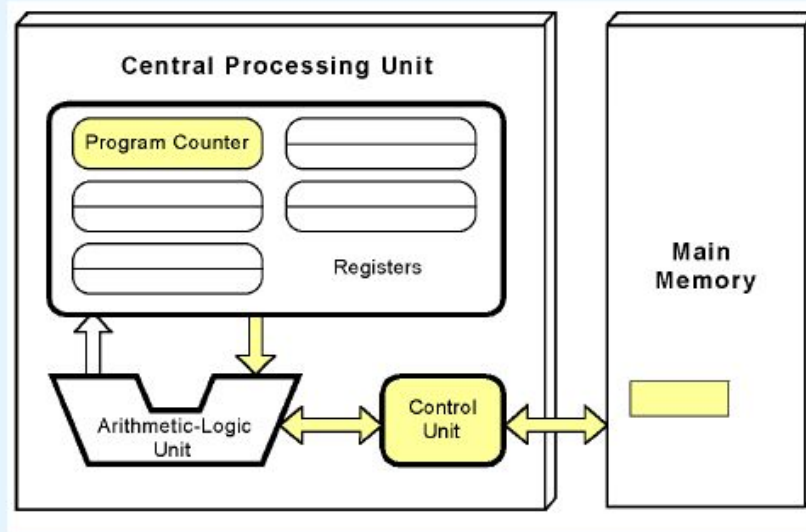 Central Processing Unit
Program Counter
Registers
Main
Memory
Arithmetic-Logic
Unit
Control
Unit